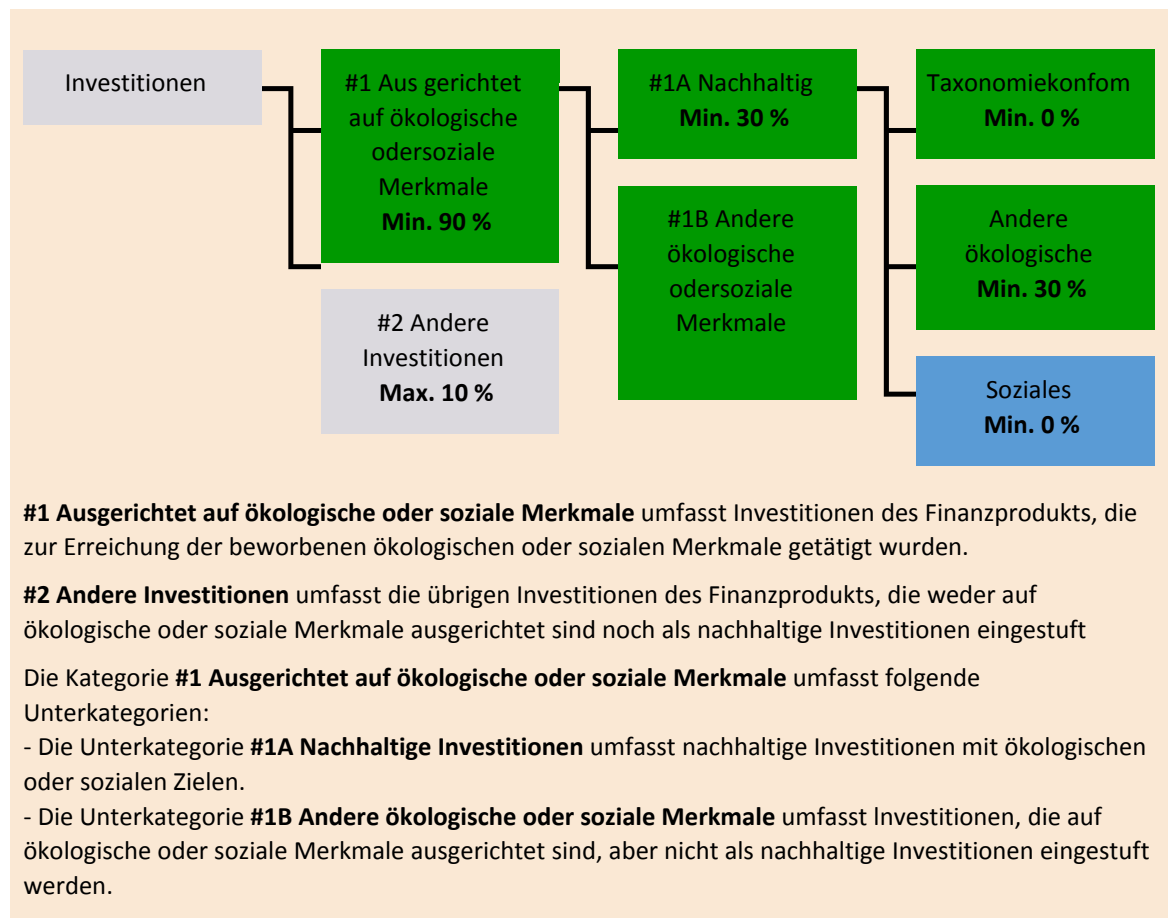 Investitionen
#1 Aus gerichtet
auf ökologische
odersoziale
Merkmale
Min. 90 %
#2 Andere
Investitionen
Max. 10 %
#1A Nachhaltig
Min. 30 %
#1B Andere
ökologische
odersoziale
Merkmale
Taxonomiekonfom
Min. 0 %
Andere
ökologische
Min. 30 %
Soziales
Min. 0 %
#1 Ausgerichtet auf ökologische oder soziale Merkmale umfasst Investitionen des Finanzprodukts, die
zur Erreichung der beworbenen ökologischen oder sozialen Merkmale getätigt wurden.
#2 Andere Investitionen umfasst die übrigen Investitionen des Finanzprodukts, die weder auf
ökologische oder soziale Merkmale ausgerichtet sind noch als nachhaltige Investitionen eingestuft
Die Kategorie #1 Ausgerichtet auf ökologische oder soziale Merkmale umfasst folgende
Unterkategorien:
- Die Unterkategorie #1A Nachhaltige Investitionen umfasst nachhaltige Investitionen mit ökologischen
oder sozialen Zielen.
- Die Unterkategorie #1B Andere ökologische oder soziale Merkmale umfasst lnvestitionen, die auf
ökologische oder soziale Merkmale ausgerichtet sind, aber nicht als nachhaltige Investitionen eingestuft
werden.